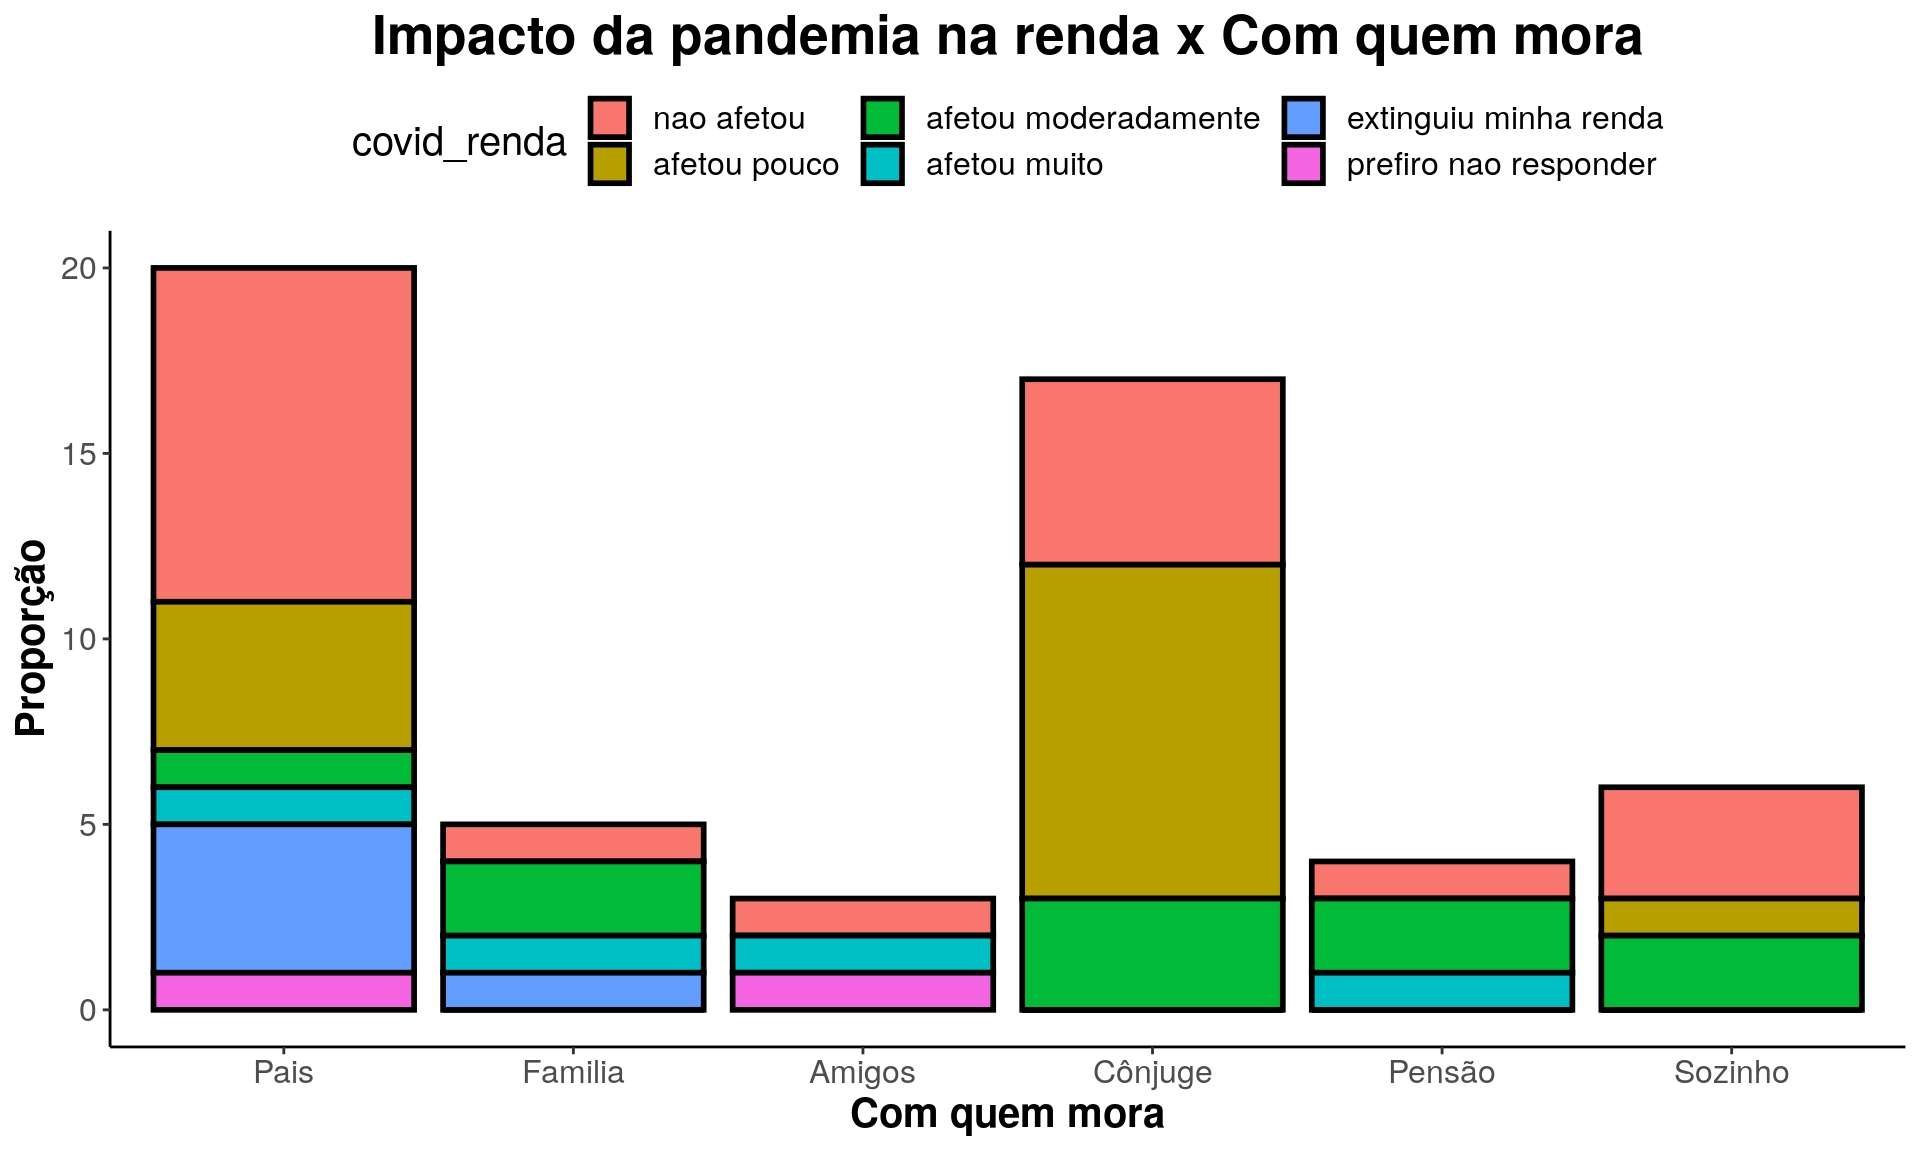 Impacto da pandemia na renda x Com quem mora
covid_renda
nao afetou
afetou moderadamente
extinguiu minha renda
afetou pouco
afetou muito
prefiro nao responder
Proporção
20
15
10
5
0
Pais
Familia
Amigos
Cônjuge
Pensão
Sozinho
Com quem mora